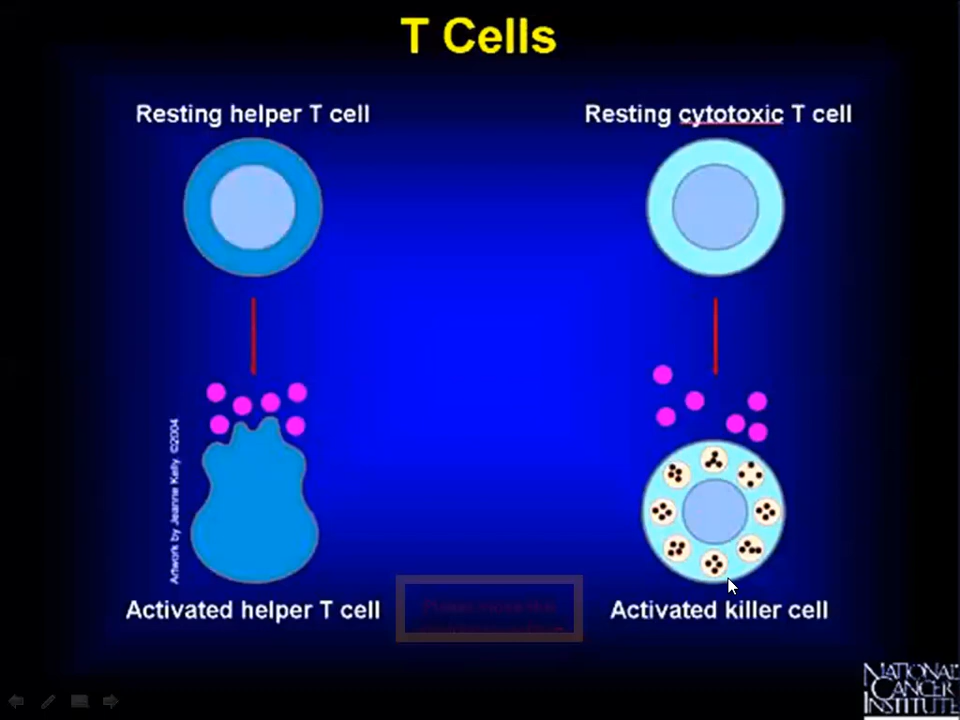 T Cells
Resting helper T cell
Resting cytotoxic T cell
Artwork by Jeanne Kelly ©2004
Activated helper T cell
Activated killer cell
NATIONAL
CANCER
INSTITUTE